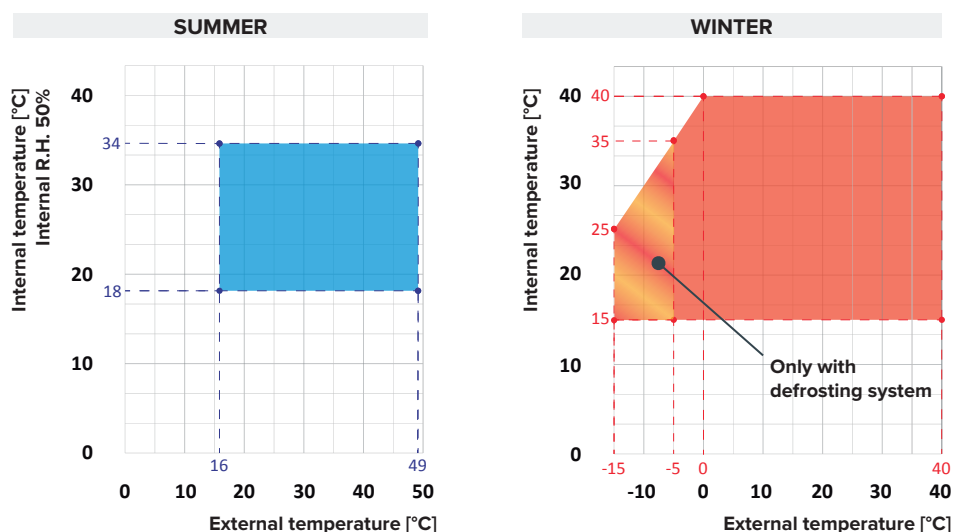 SUMMER
Internal temperature [°C]
Internal R.H. 50%
40
34
30
20
18
10
0
16
49
0 10 20 30 40 50
External temperature [°C]
WINTER
Internal temperature [°C]
40
40
35
30
25
20
15
10
0
Only with
defrosting system
-15 -5 0 40
-10 0 10 20 30 40
External temperature [°C]